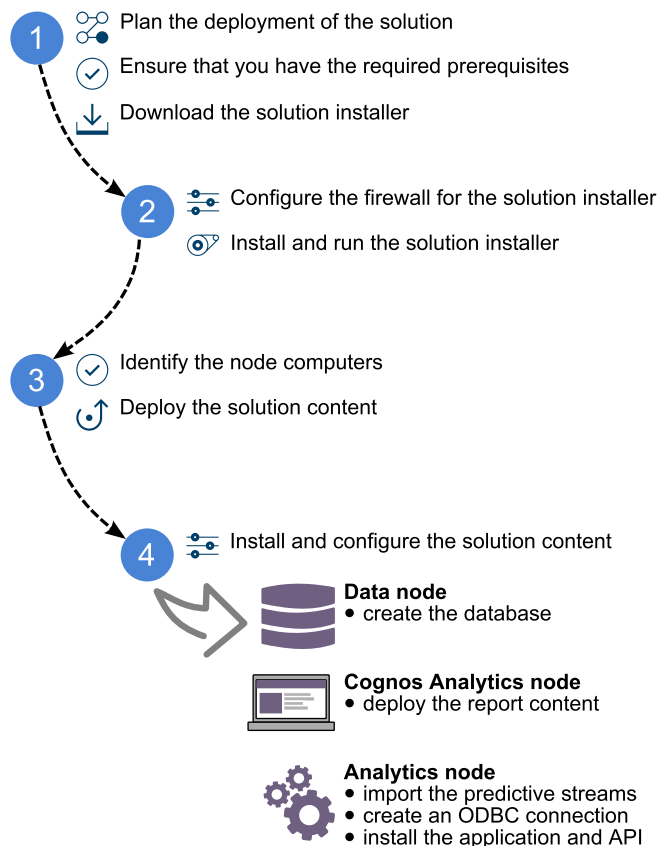 1
Plan the deployment of the solution
Ensure that you have the required prerequisites
Download the solution installer
2
Configure the firewall for the solution installer
Install and run the solution installer
3
Identify the node computers
Deploy the solution content
4
Install and configure the solution content
Data node
• create the database
Cognos Analytics node
• deploy the report content
Analytics node
• import the predictive streams
• create an ODBC connection
• install the application and API